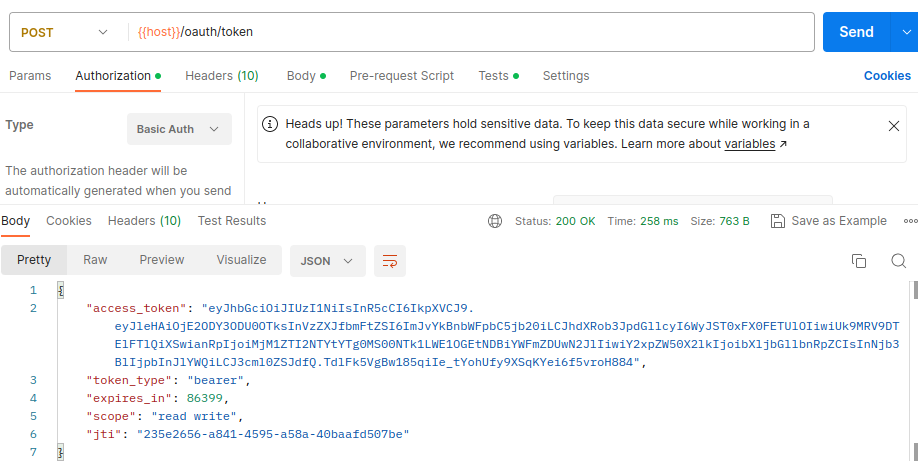 POST
{{host}}/oauth/token
Send
Params
Authorization
Headers (10)
Body
Pre-request Script
Tests
Settings
Cookies
Type
Basic Auth
The authorization header will be
automatically generated when you send
Heads up! These parameters hold sensitive data. To keep this data secure while working in a
collaborative environment, we recommend using variables. Learn more about variables ↗
Body
Cookies
Headers (10)
Test Results
Status: 200 OK
Time: 258 ms
Size: 763 B
Save as Example
Pretty
Raw
Preview
Visualize
JSON
1 {
2 "access_token": "eyJhbGciOiJIUzI1NiIsInR5cCI6IkpXVCJ9.
eyJleHAiOjE2ODY3ODU0OTksInVzZXJfbmFtZSI6ImJvYkBnbWFpbC5jb20iLCJhdXRob3JpdGllcyI6WyJST0xFX0FETUlOIiwiUk9MRV9DT
ElFTlQiXSwianRpIjoiMjM1ZTI2NTYtYTg0MS00NTk1LWE1OGEtNDBiYWFmZDUwN2JlIiwiY2xpZW50X2lkIjoibXljbGllbnRpZCIsInNjb3
BlIjpbInJlYWQiLCJ3cml0ZSJdfQ.TdlFk5VgBw185qiIe_tYohUfy9XSqKYei6f5vroH884",
3 "token_type": "bearer",
4 "expires_in": 86399,
5 "scope": "read write",
6 "jti": "235e2656-a841-4595-a58a-40baafd507be"
7 }